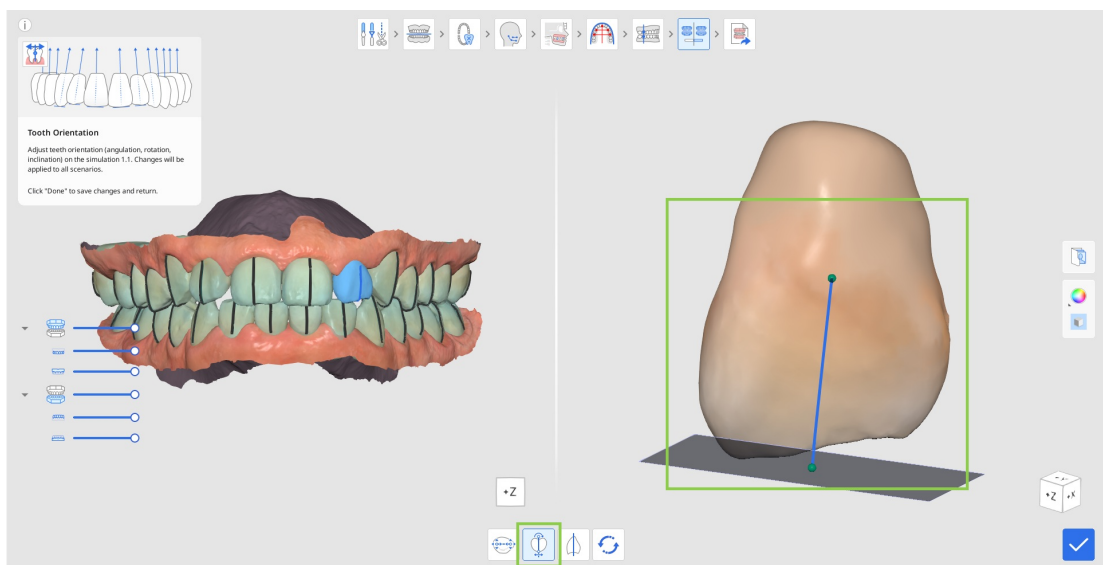 Tooth Orientation
Adjust teeth orientation (angulation, rotation,
inclination) on the simulation 1.1. Changes will be
applied to all scenarios.
Click "Done" to save changes and return.
+Z
+Z
+X